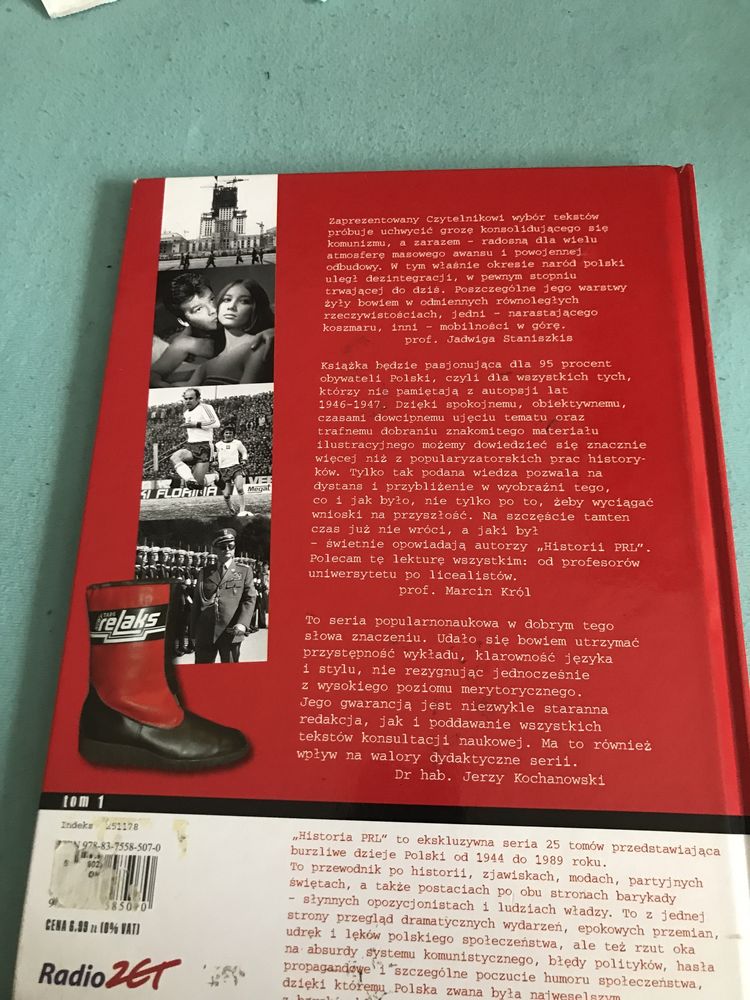 Zaprezentowany Czytelnikowi wybór tekstów
próbuje uchwycić grozę konsolidującego się
komunizmu, a zarazem – radosną dla wielu
atmosferę masowego awansu i powojennej
odbudowy. W tym właśnie okresie naród polski
uległ dezintegracji, w pewnym stopniu
trwającej do dziś. Poszczególne jego warstwy
żyły bowiem w odmiennych równoległych
rzeczywistościach, jedni – narastającego
koszmaru, inni – mobilności w górę.
prof. Jadwiga Staniszkis
Książka będzie pasjonująca dla 95 procent
obywateli Polski, czyli dla wszystkich tych,
którzy nie pamiętają z autopsji lat
1946-1947. Dzięki spokojnemu, obiektywnemu,
czasami dowcipnemu ujęciu tematu oraz
trafnemu dobraniu znakomitego materiału
ilustracyjnego możemy dowiedzieć się znacznie
więcej niż z popularyzatorskich prac history-
ków. Tylko tak podana wiedza pozwala na
dystans i przybliżenie w wyobraźni tego,
co i jak było, nie tylko po to, żeby wyciągać
wnioski na przyszłość. Na szczęście tamten
czas już nie wróci, a jaki był
– świetnie opowiadają autorzy „Historii PRL”.
Polecam tę lekturę wszystkim: od profesorów
uniwersytetu po licealistów.
prof. Marcin Król
To seria popularnonaukowa w dobrym tego
słowa znaczeniu. Udało się bowiem utrzymać
przystępność wykładu, klarowność języka
i stylu, nie rezygnując jednocześnie
z wysokiego poziomu merytorycznego.
Jego gwarancją jest niezwykle staranna
redakcja, jak i poddawanie wszystkich
tekstów konsultacji naukowej. Ma to również
wpływ na walory dydaktyczne serii.
Dr hab. Jerzy Kochanowski
FLORINA
Megat
relaks
tom 1
Indeks 251178
978-83-7558-507-0
CENA 6.99 zł (0% VAT)
Radio ZET
„Historia PRL” to ekskluzywna seria 25 tomów przedstawiająca
burzliwe dzieje Polski od 1944 do 1989 roku.
To przewodnik po historii, zjawiskach, modach, partyjnych
świętach, a także postaciach po obu stronach barykady
– słynnych opozycjonistach i ludziach władzy. To z jednej
strony przegląd dramatycznych wydarzeń, epokowych przemian,
udręk i lęków polskiego społeczeństwa, ale też rzut oka
na absurdy systemu komunistycznego, błędy polityków, hasła
propagandowe i szczególne poczucie humoru społeczeństwa,
dzięki któremu Polska zwana była najweselszym